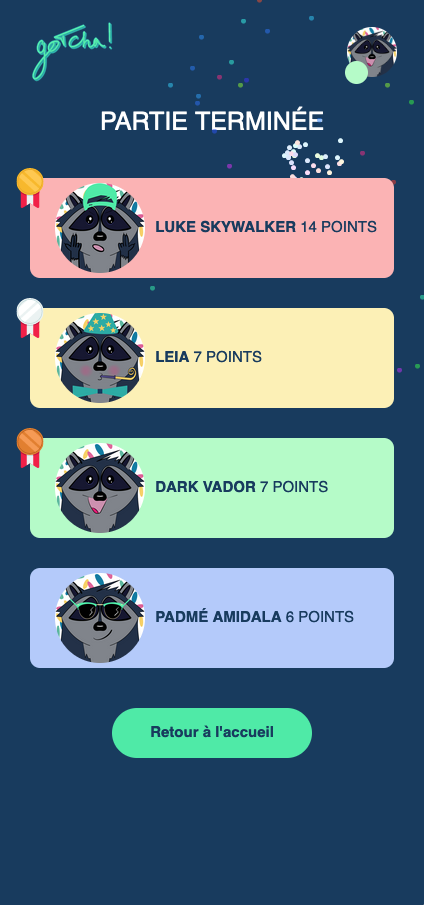 gotcha!
PARTIE TERMINÉE
LUKE SKYWALKER 14 POINTS
LEIA 7 POINTS
DARK VADOR 7 POINTS
PADMÉ AMIDALA 6 POINTS
Retour à l'accueil